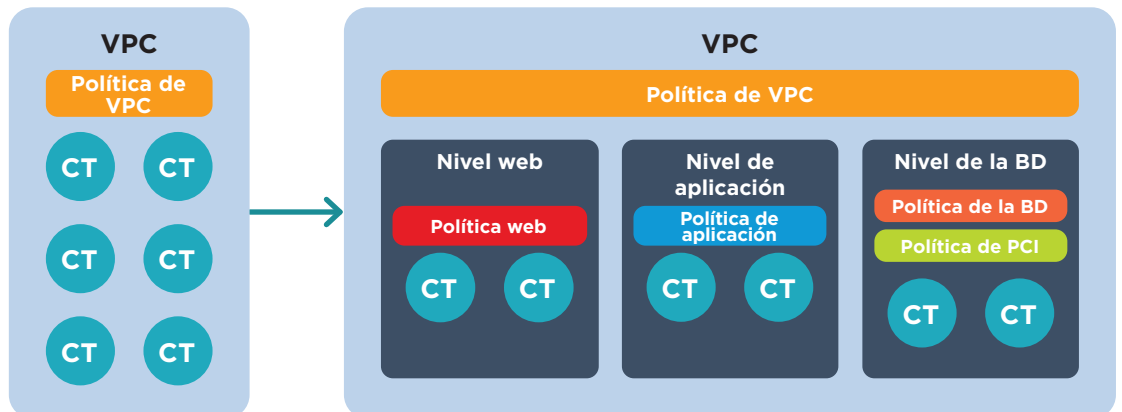 VPC
Política de
VPC
CT CT
CT CT
CT CT
VPC
Política de VPC
Nivel web
Política web
CT CT
Nivel de
aplicación
Política de
aplicación
CT CT
Nivel de la BD
Política de la BD
Política de PCI
CT CT